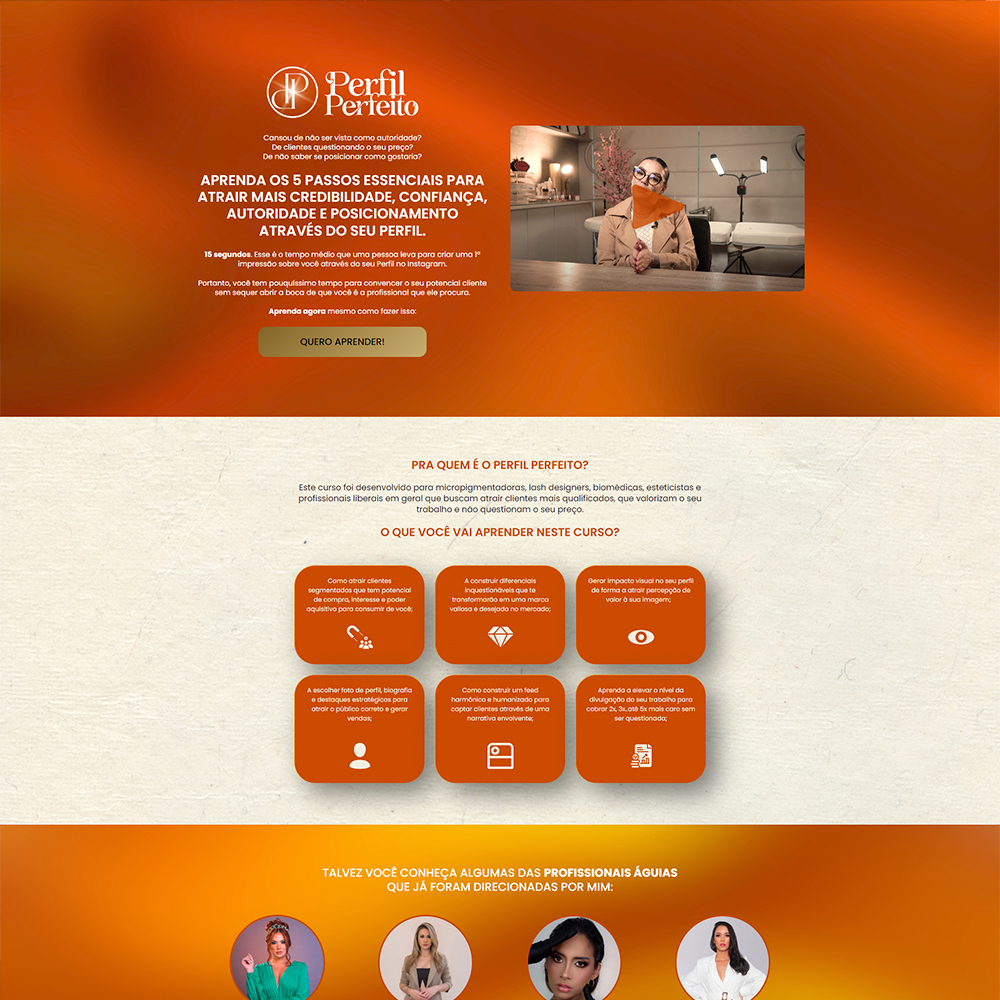 Perfil
Perfeito
Cansou de não ser vista como autoridade?
De clientes questionando o seu preço?
De não saber se posicionar como gostaria?
APRENDA OS 5 PASSOS ESSENCIAIS PARA
ATRAIR MAIS CREDIBILIDADE, CONFIANÇA,
AUTORIDADE E POSICIONAMENTO
ATRAVÉS DO SEU PERFIL.
15 segundos. Esse é o tempo médio que uma pessoa leva para criar uma 1ª
impressão sobre você através do seu Perfil no Instagram.
Portanto, você tem pouquíssimo tempo para convencer o seu potencial cliente
sem sequer abrir a boca de que você é a profissional que ele procura.
Aprenda agora mesmo como fazer isso:
QUERO APRENDER!
PRA QUEM É O PERFIL PERFEITO?
Este curso foi desenvolvido para micropigmentadoras, lash designers, biomédicas, esteticistas e
profissionais liberais em geral que buscam atrair clientes mais qualificados, que valorizam o seu
trabalho e não questionam o seu preço.
O QUE VOCÊ VAI APRENDER NESTE CURSO?
Como atrair clientes
segmentados que tem potencial
de compra, interesse e poder
aquisitivo para consumir de você;
A construir diferenciais
inquestionáveis que te
transformarão em uma marca
valiosa e desejada no mercado;
Gerar impacto visual no seu perfil
de forma a atrair percepção de
valor à sua imagem;
A escolher foto de perfil, biografia
e destaques estratégicos para
atrair o público correto e gerar
vendas;
Como construir um feed
harmônico e humanizado para
captar clientes através de uma
narrativa envolvente;
Aprenda a elevar o nível da
divulgação do seu trabalho para
cobrar 2x, 3x,até 5x mais caro sem
ser questionada;
TALVEZ VOCÊ CONHEÇA ALGUMAS DAS PROFISSIONAIS ÁGUIAS
QUE JÁ FORAM DIRECIONADAS POR MIM: